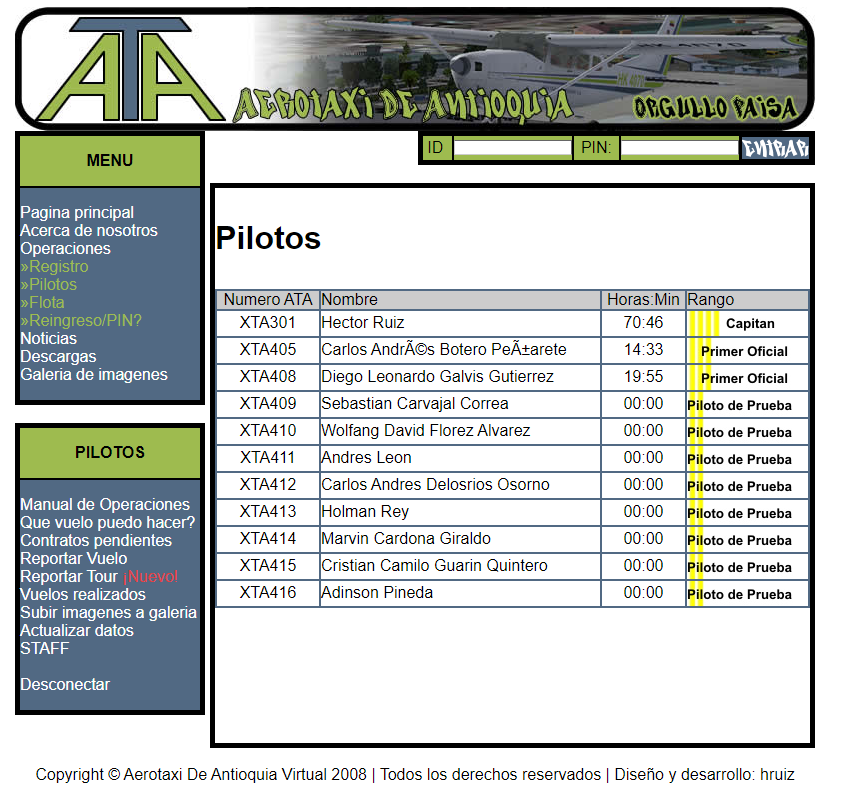 ATA
AEROTAXI DE ANTIOQUIA
ORGULLO PAISA
ID PIN: ENTRAR
MENU
Pagina principal
Acerca de nosotros
Operaciones
»Registro
»Pilotos
»Flota
»Reingreso/PIN?
Noticias
Descargas
Galeria de imagenes
PILOTOS
Manual de Operaciones
Que vuelo puedo hacer?
Contratos pendientes
Reportar Vuelo
Reportar Tour ¡Nuevo!
Vuelos realizados
Subir imagenes a galeria
Actualizar datos
STAFF
Desconectar
Pilotos
Numero ATA Nombre Horas:Min Rango
XTA301 Hector Ruiz 70:46 Capitan
XTA405 Carlos AndrÃ©s Botero PeÃ±arete 14:33 Primer Oficial
XTA408 Diego Leonardo Galvis Gutierrez 19:55 Primer Oficial
XTA409 Sebastian Carvajal Correa 00:00 Piloto de Prueba
XTA410 Wolfang David Florez Alvarez 00:00 Piloto de Prueba
XTA411 Andres Leon 00:00 Piloto de Prueba
XTA412 Carlos Andres Delosrios Osorno 00:00 Piloto de Prueba
XTA413 Holman Rey 00:00 Piloto de Prueba
XTA414 Marvin Cardona Giraldo 00:00 Piloto de Prueba
XTA415 Cristian Camilo Guarin Quintero 00:00 Piloto de Prueba
XTA416 Adinson Pineda 00:00 Piloto de Prueba
Copyright © Aerotaxi De Antioquia Virtual 2008 | Todos los derechos reservados | Diseño y desarrollo: hruiz